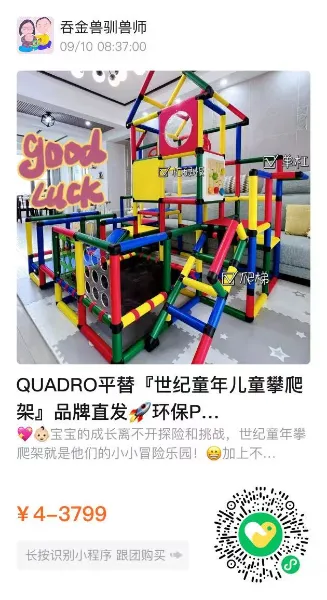 吞金兽驯兽师
09/10 08:37:00
good
luck
单杠
爬梯
QUADRO平替『世纪童年儿童攀爬
架』品牌直发🚀环保P...
💖👶🏻宝宝的成长离不开探险和挑战，世纪童年攀
爬架就是他们的小小冒险乐园！😄加上不...
¥4-3799
长按识别小程序 跟团购买